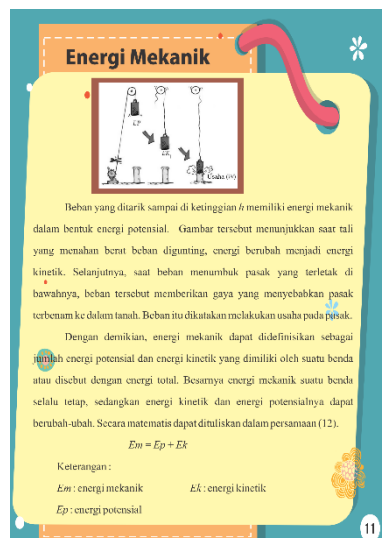 Energi Mekanik
Usaha (W)
Beban yang ditarik sampai di ketinggian h memiliki energi mekanik
dalam bentuk energi potensial. Gambar tersebut menunjukkan saat tali
yang menahan berat beban digunting, energi berubah menjadi energi
kinetik. Selanjutnya, saat beban menumbuk pasak yang terletak di
bawahnya, beban tersebut memberikan gaya yang menyebabkan pasak
terbenam ke dalam tanah. Beban itu dikatakan melakukan usaha pada pasak.
Dengan demikian, energi mekanik dapat didefinisikan sebagai
jumlah energi potensial dan energi kinetik yang dimiliki oleh suatu benda
atau disebut dengan energi total. Besarnya energi mekanik suatu benda
selalu tetap, sedangkan energi kinetik dan energi potensialnya dapat
berubah-ubah. Secara matematis dapat dituliskan dalam persamaan (12).
Em = Ep + Ek
Keterangan :
Em : energi mekanik Ek : energi kinetik
Ep : energi potensial
11